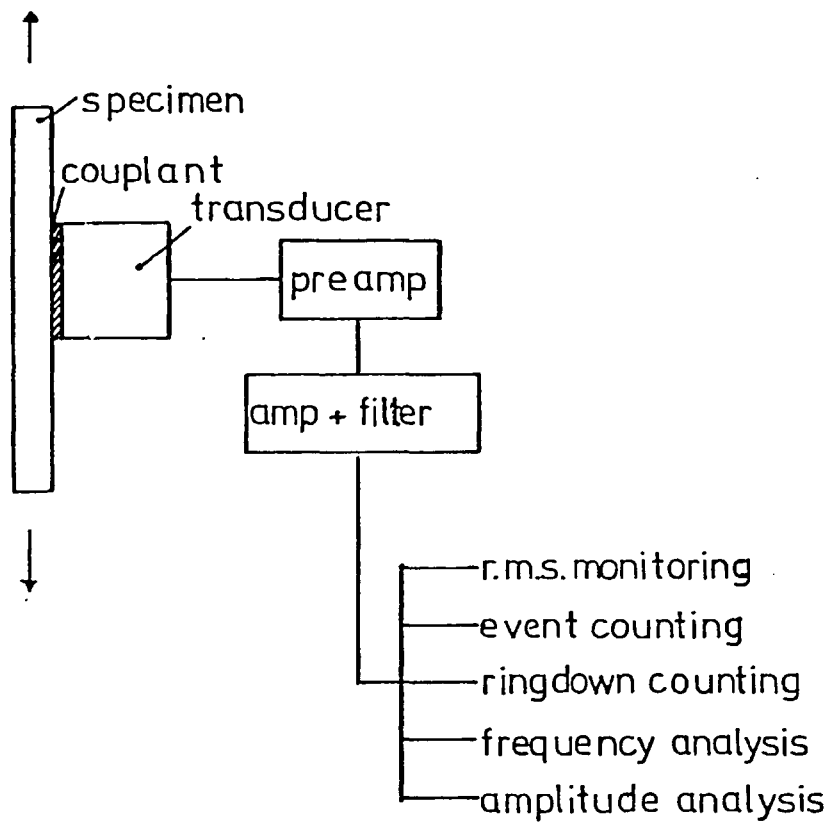 specimen
couplant
transducer
preamp
amp + filter
r.m.s. monitoring
event counting
ringdown counting
frequency analysis
amplitude analysis